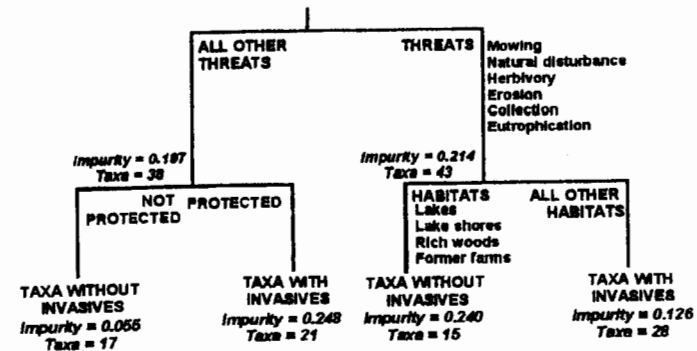 ALL OTHER
THREATS
THREATS
Mowing
Natural disturbance
Herbivory
Erosion
Collection
Eutrophication
Impurity = 0.197
Taxa = 38
Impurity = 0.214
Taxa = 43
NOT
PROTECTED
PROTECTED
HABITATS
Lakes
Lake shores
Rich woods
Former farms
ALL OTHER
HABITATS
TAXA WITHOUT
INVASIVES
Impurity = 0.055
Taxa = 17
TAXA WITH
INVASIVES
Impurity = 0.248
Taxa = 21
TAXA WITHOUT
INVASIVES
Impurity = 0.240
Taxa = 15
TAXA WITH
INVASIVES
Impurity = 0.126
Taxa = 28